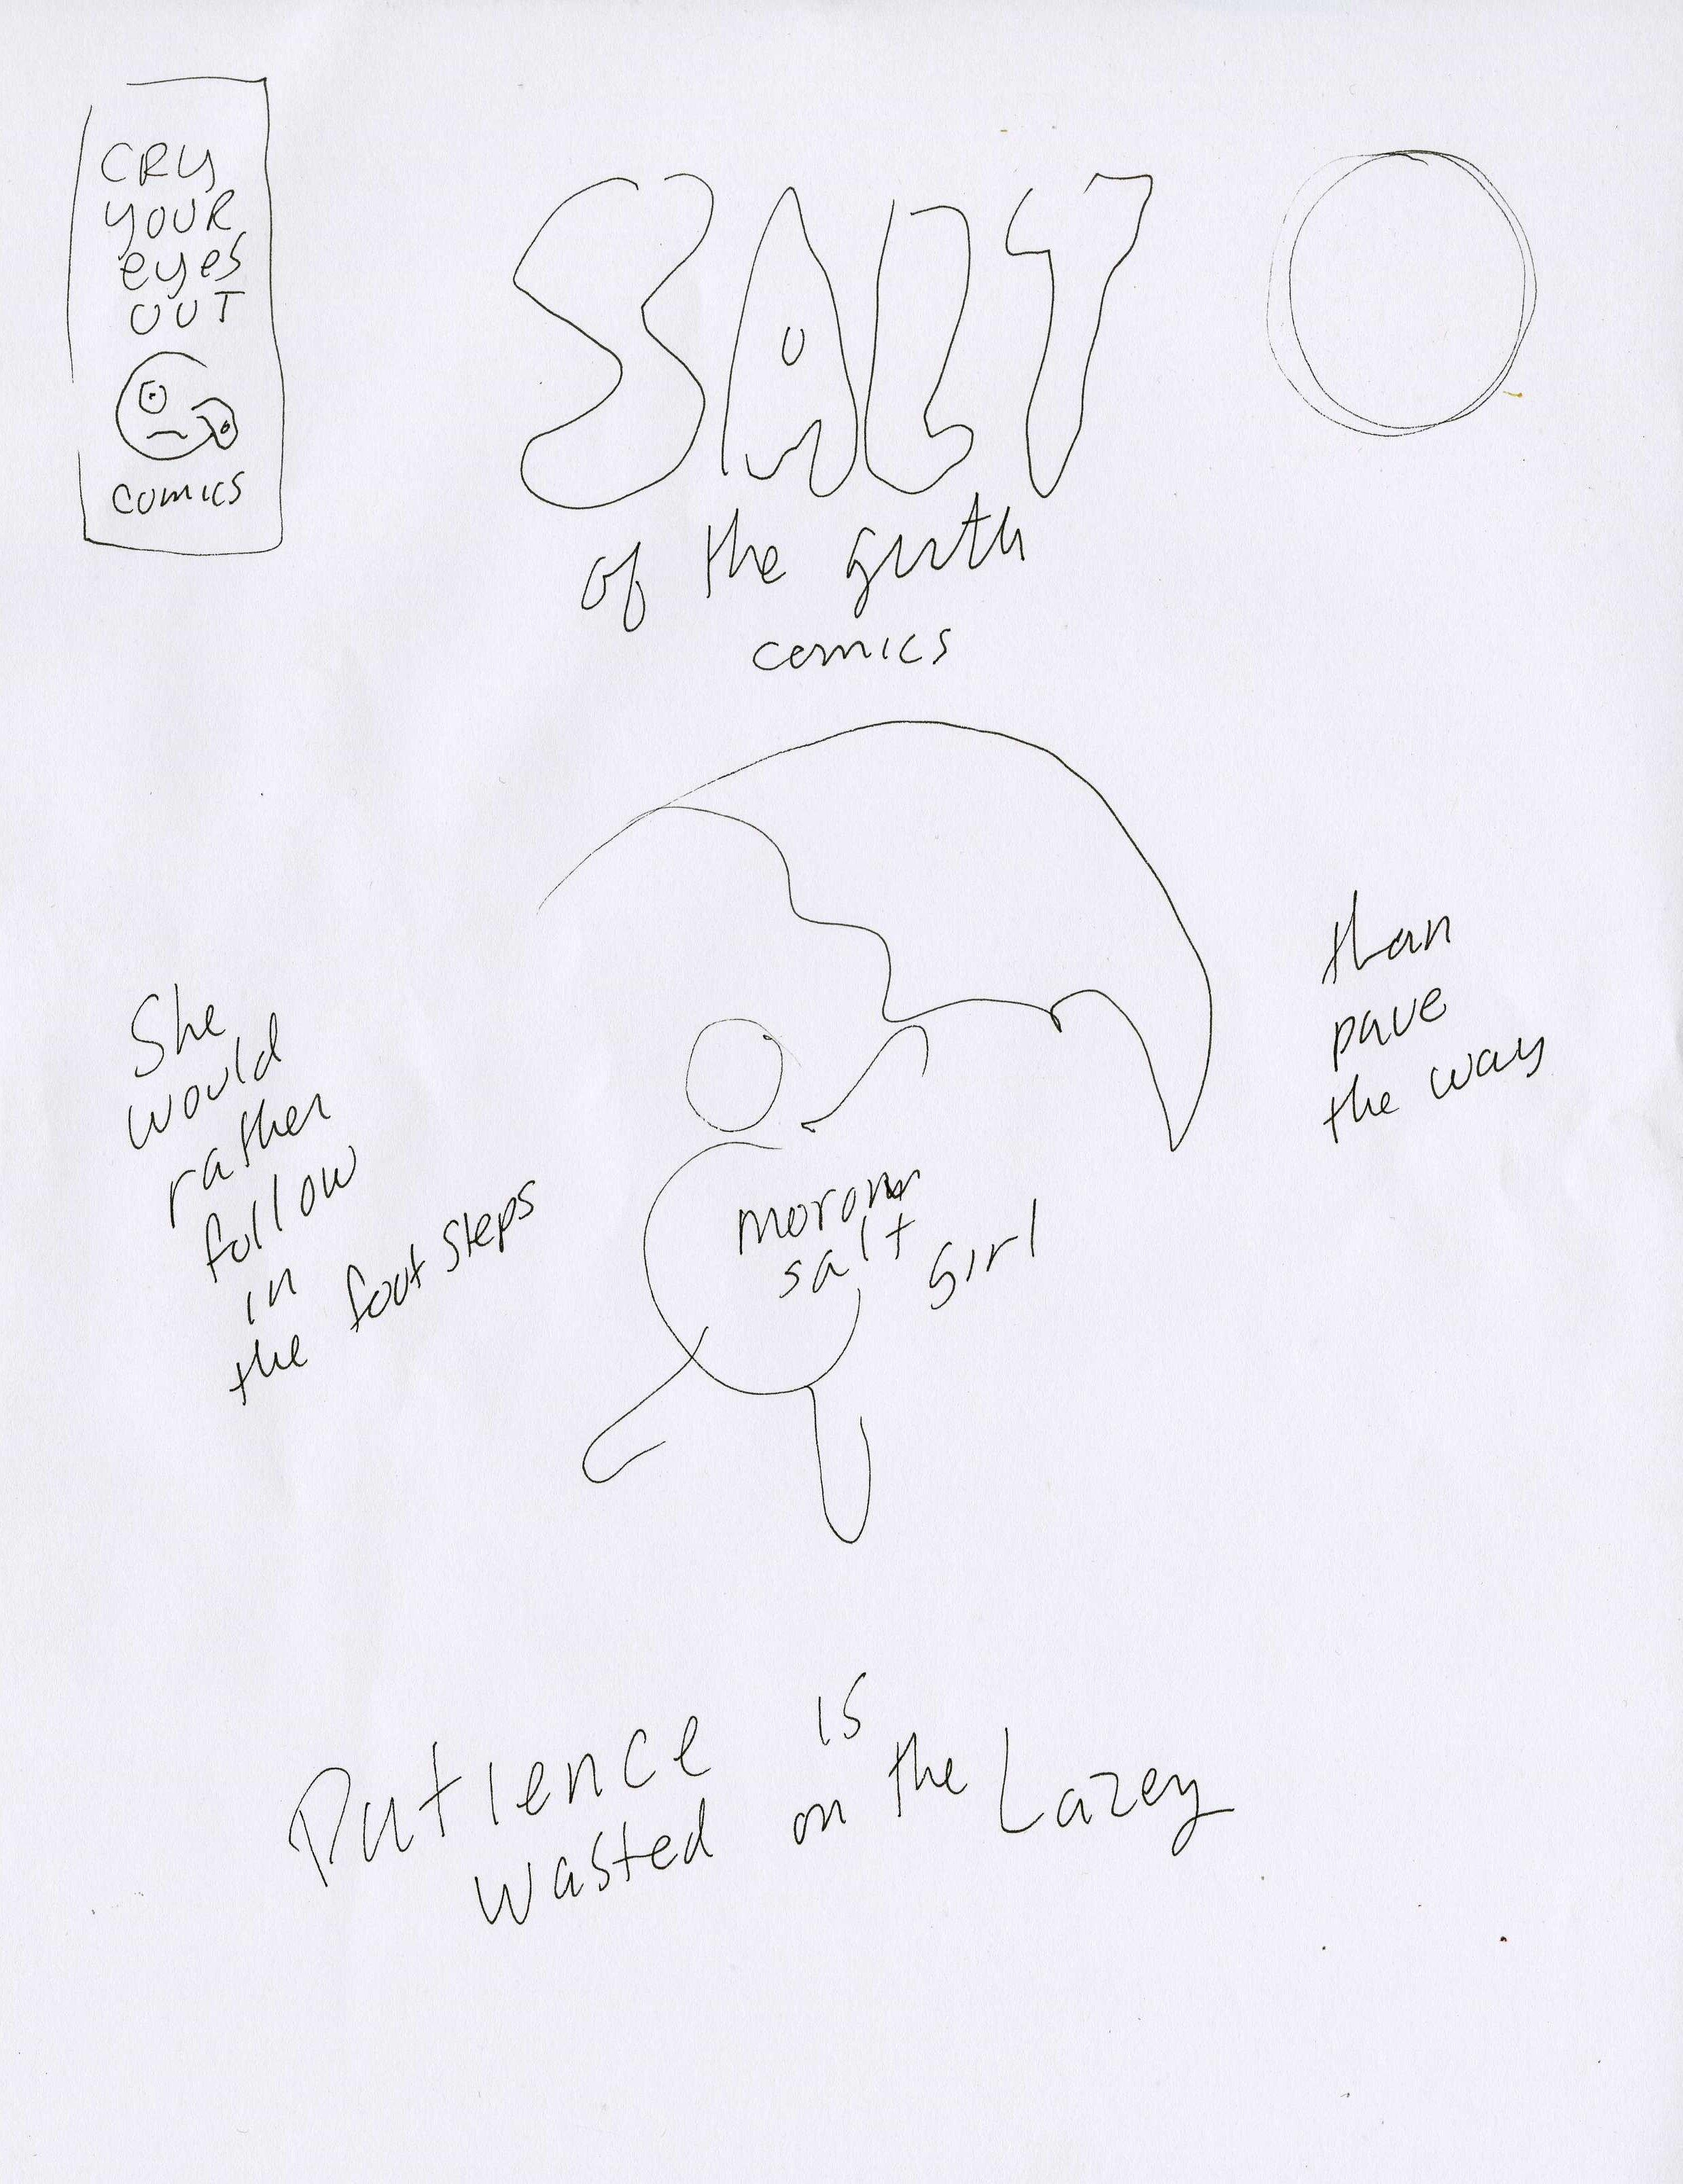 CRY
YOUR
eyes
OUT
comics
SALT
of the girth
comics
She
would
rather
follow
in
the foot steps
than
pave
the way
moron
salt
girl
Patience is
wasted on the Lazey